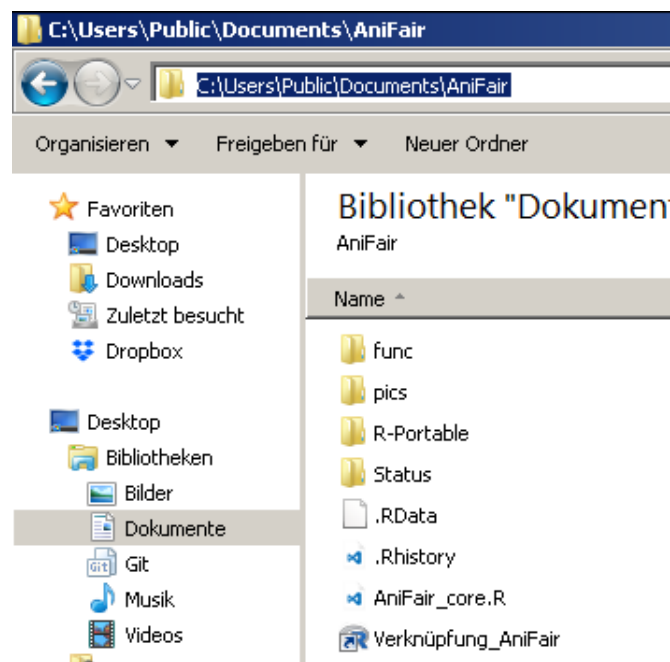 C:\Users\Public\Documents\AniFair
C:\Users\Public\Documents\AniFair
Organisieren Freigeben für Neuer Ordner
Favoriten
Desktop
Downloads
Zuletzt besucht
Dropbox
Desktop
Bibliotheken
Bilder
Dokumente
Git
Musik
Videos
Bibliothek "Dokument
AniFair
Name
func
pics
R-Portable
Status
.RData
.Rhistory
AniFair_core.R
Verknüpfung_AniFair